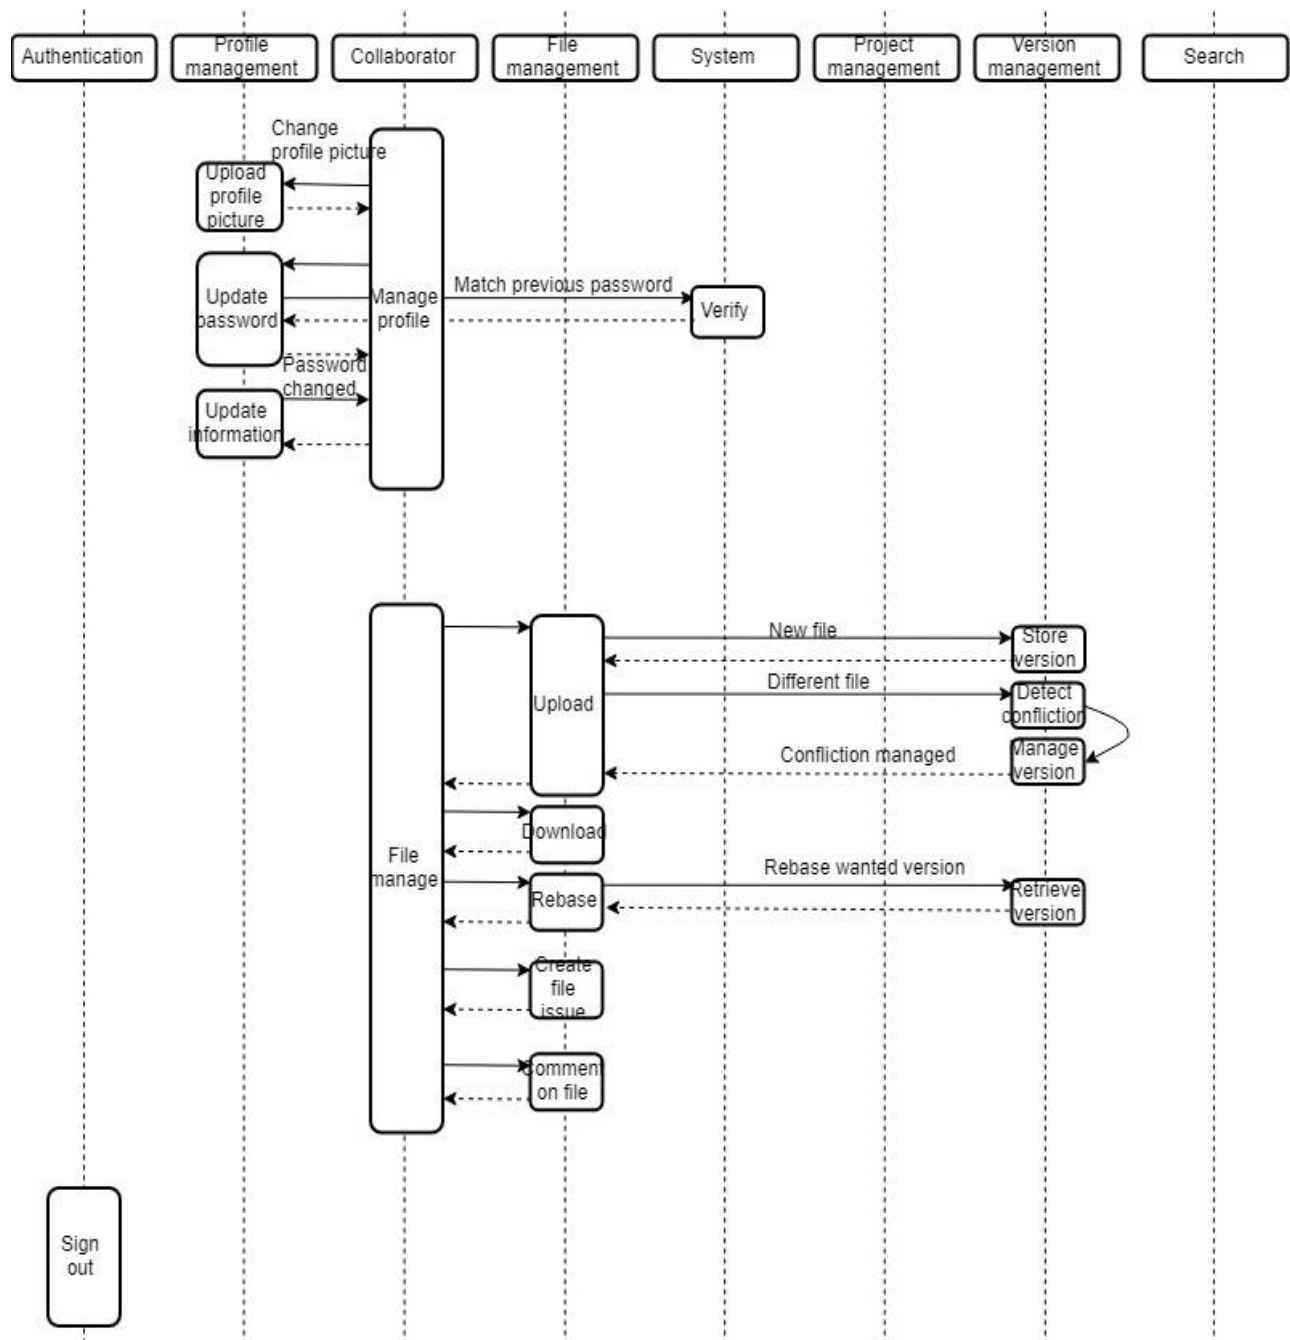 Authentication
Profile
management
Collaborator
File
management
System
Project
management
Version
management
Search
Change
profile picture
Upload
profile
picture
Match previous password
Manage
profile
Update
password
Verify
Password
changed
Update
information
New file
Store
version
Different file
Detect
confliction
Upload
Manage
version
Confliction managed
Download
File
manage
Rebase wanted version
Rebase
Retrieve
version
Create
file
issue
Comment
on file
Sign
out